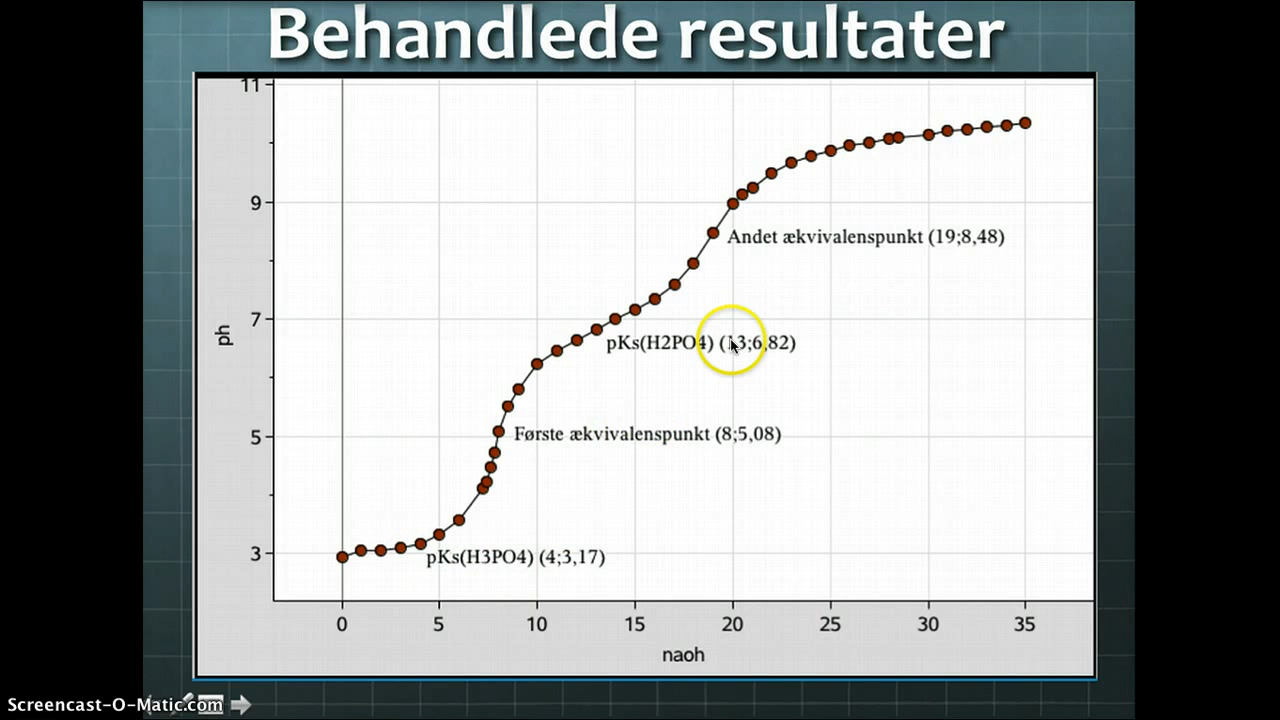 Behandlede resultater
11
9
Andet ækvivalenspunkt (19;8,48)
7
pKs(H2PO4) (13;6,82)
ph
5
Første ækvivalenspunkt (8;5,08)
3
pKs(H3PO4) (4;3,17)
0 5 10 15 20 25 30 35
naoh
Screencast-O-Matic.com